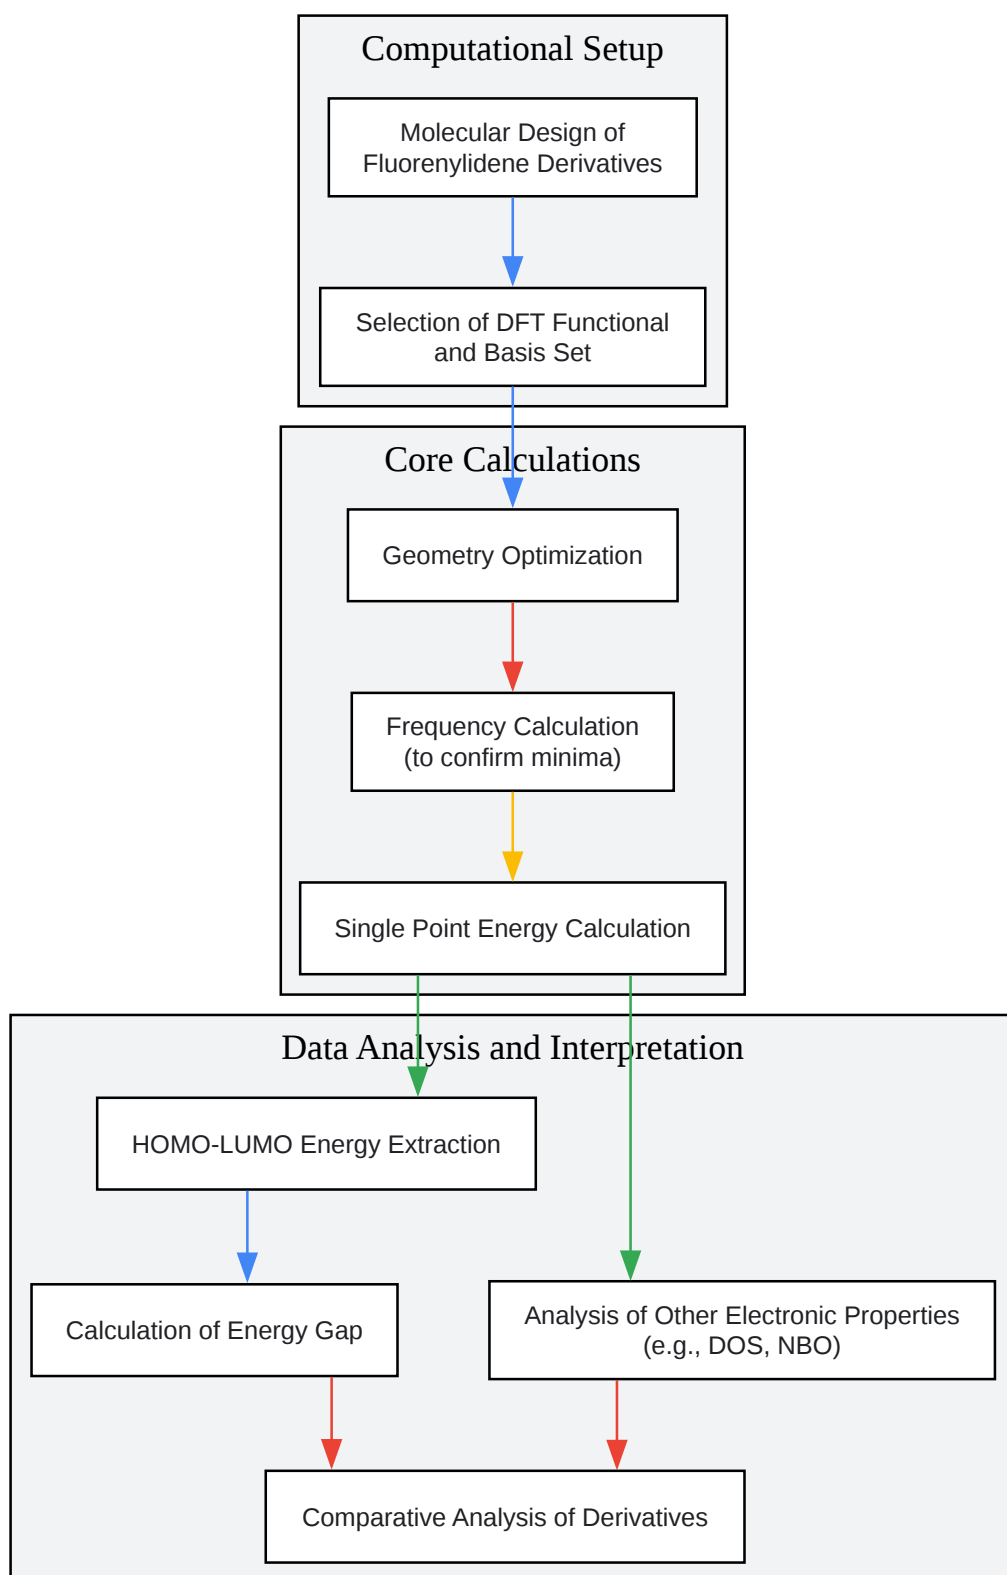 Computational Setup
Molecular Design of
Fluorenylidene Derivatives
Selection of DFT Functional
and Basis Set
Core Calculations
Geometry Optimization
Frequency Calculation
(to confirm minima)
Single Point Energy Calculation
Data Analysis and Interpretation
HOMO-LUMO Energy Extraction
Calculation of Energy Gap
Analysis of Other Electronic Properties
(e.g., DOS, NBO)
Comparative Analysis of Derivatives